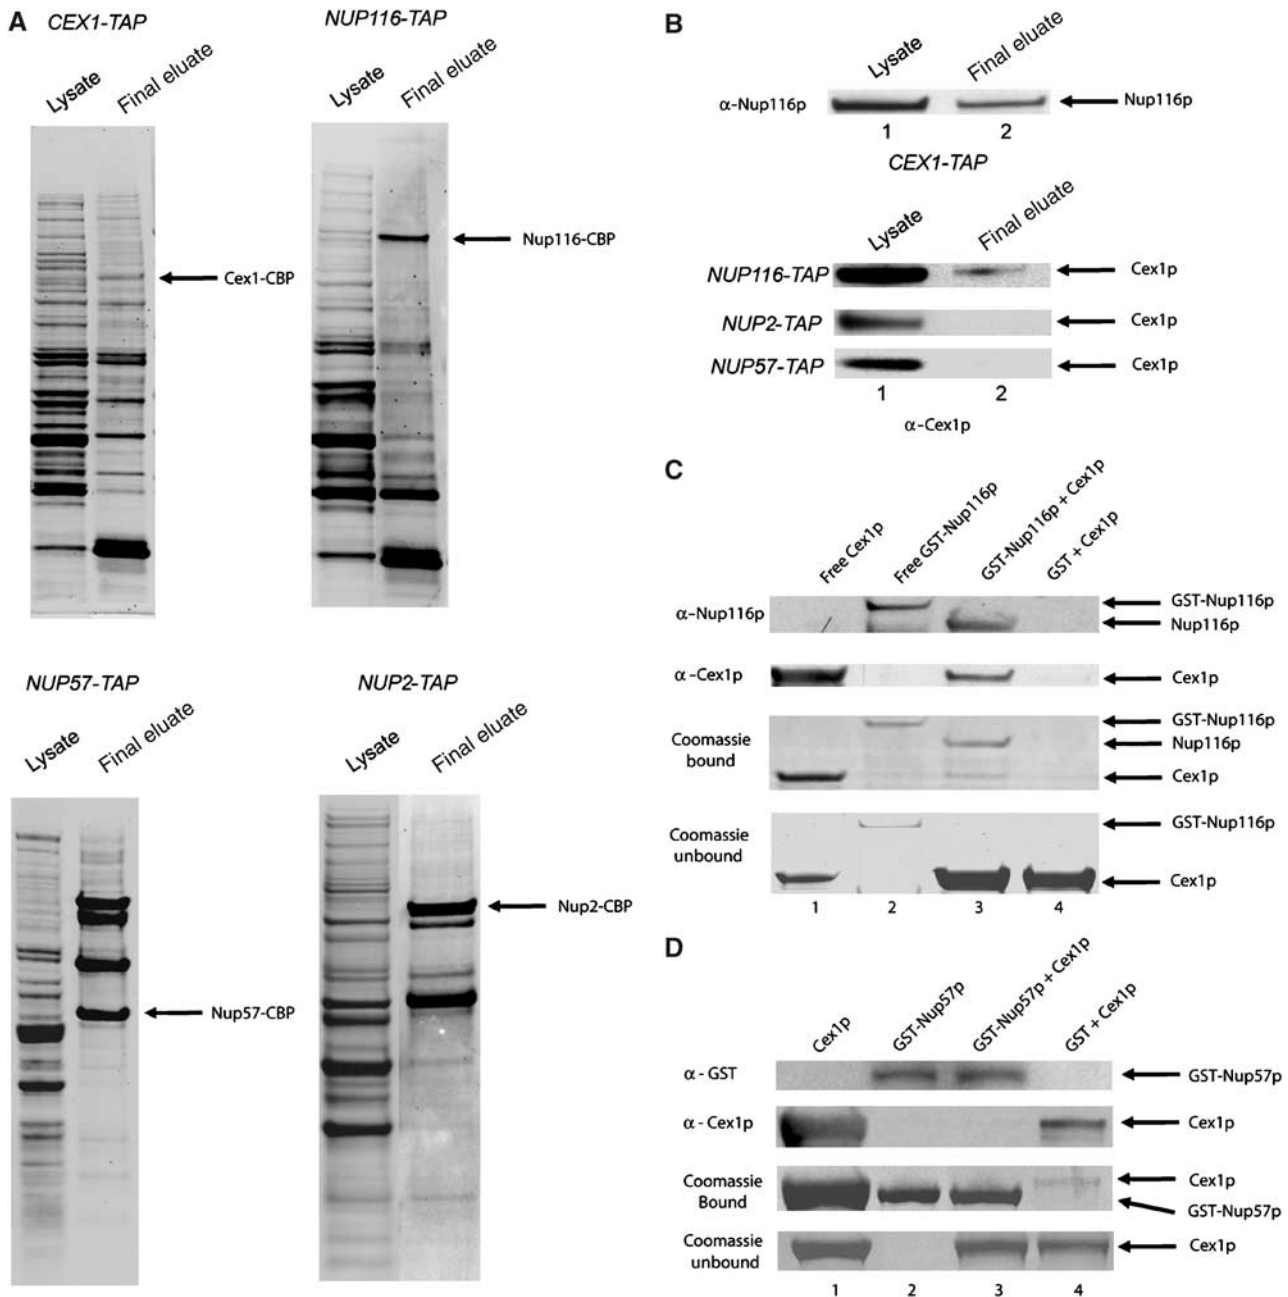 A
CEX1-TAP
Lysate
Final eluate
Cex1-CBP
NUP116-TAP
Lysate
Final eluate
Nup116-CBP
NUP57-TAP
Lysate
Final eluate
Nup57-CBP
NUP2-TAP
Lysate
Final eluate
Nup2-CBP
B
Lysate
Final eluate
α-Nup116p
Nup116p
1 2
CEX1-TAP
Lysate
Final eluate
NUP116-TAP
Cex1p
NUP2-TAP
Cex1p
NUP57-TAP
Cex1p
1 2
α-Cex1p
C
Free Cex1p
Free GST-Nup116p
GST-Nup116p + Cex1p
GST + Cex1p
α-Nup116p
GST-Nup116p
Nup116p
α-Cex1p
Cex1p
Coomassie
bound
GST-Nup116p
Nup116p
Cex1p
Coomassie
unbound
GST-Nup116p
Cex1p
1 2 3 4
D
Cex1p
GST-Nup57p
GST-Nup57p + Cex1p
GST + Cex1p
α - GST
GST-Nup57p
α - Cex1p
Cex1p
Coomassie
Bound
Cex1p
GST-Nup57p
Coomassie
unbound
Cex1p
1 2 3 4